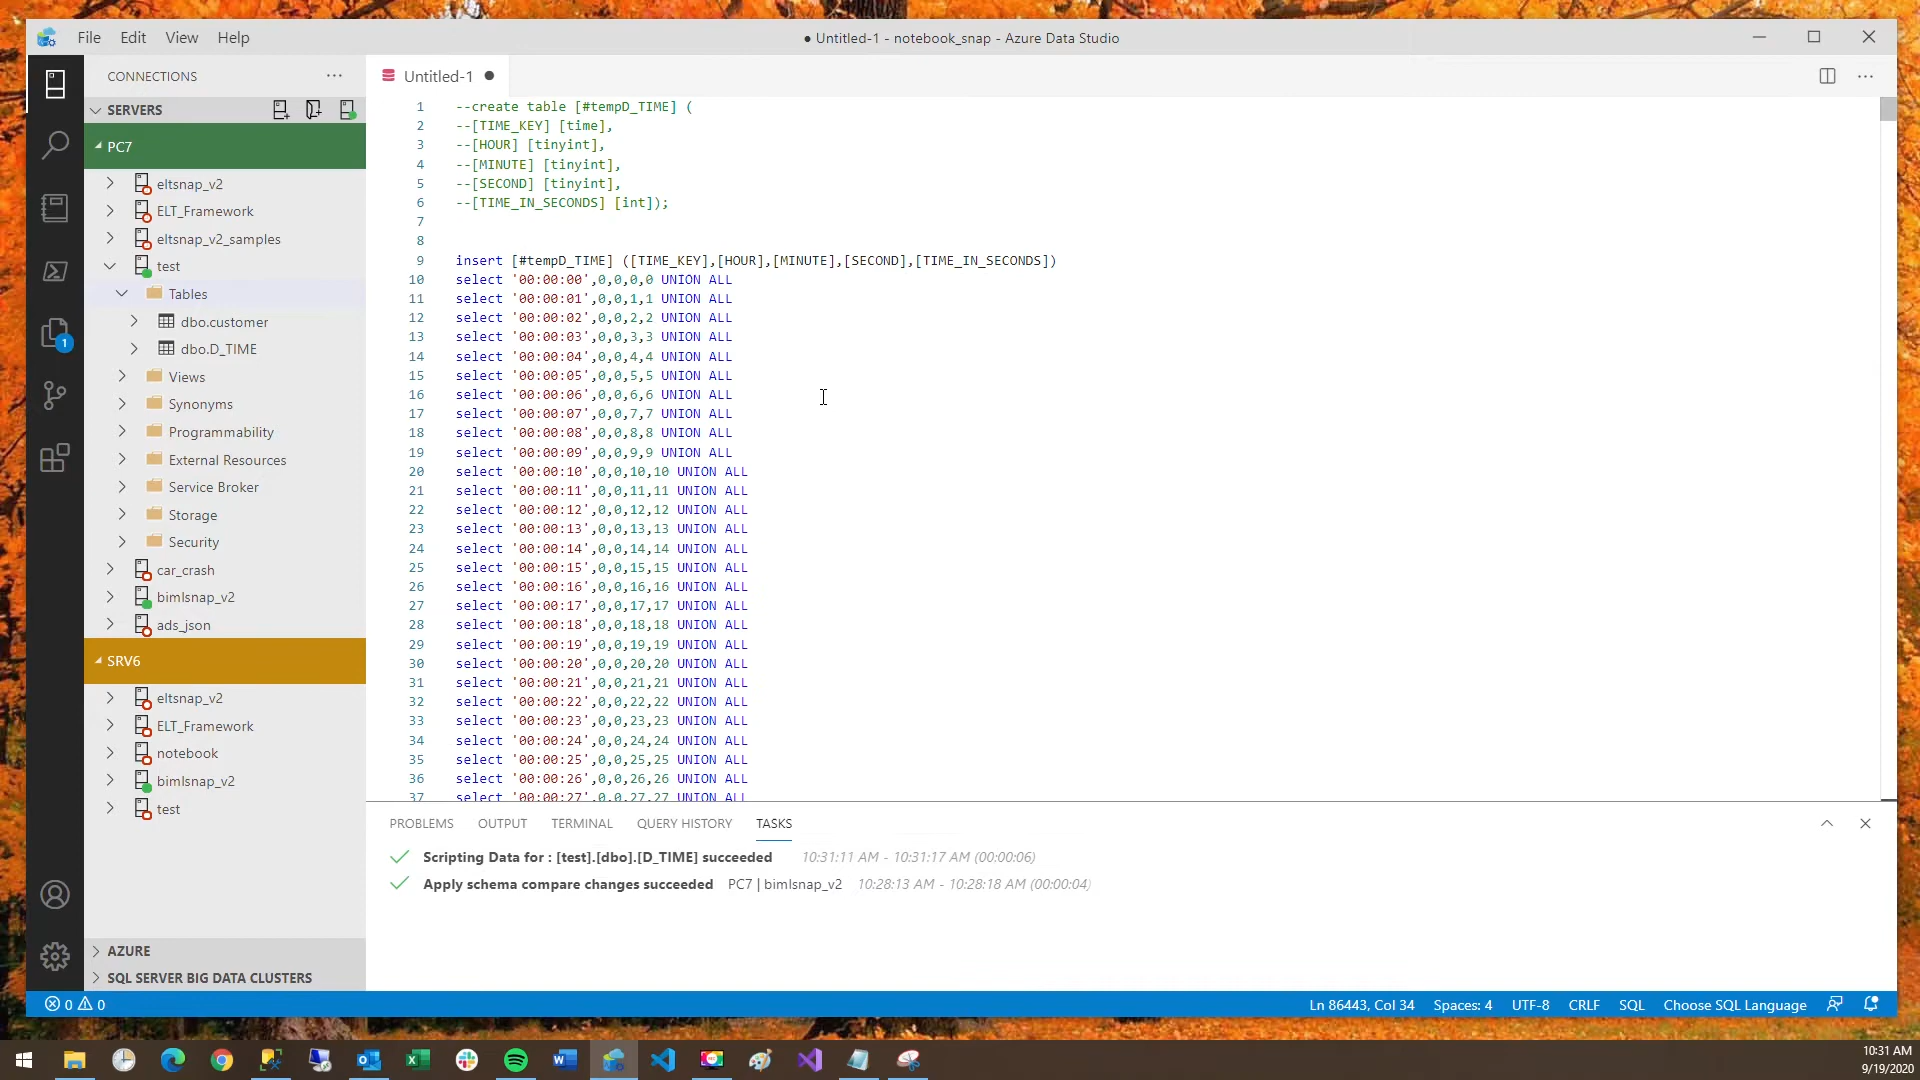 File Edit View Help
● Untitled-1 - notebook_snap - Azure Data Studio
CONNECTIONS
SERVERS
PC7
eltsnap_v2
ELT_Framework
eltsnap_v2_samples
test
Tables
dbo.customer
dbo.D_TIME
Views
Synonyms
Programmability
External Resources
Service Broker
Storage
Security
car_crash
bimlsnap_v2
ads_json
SRV6
eltsnap_v2
ELT_Framework
notebook
bimlsnap_v2
test
AZURE
SQL SERVER BIG DATA CLUSTERS
1
Untitled-1 ●
1 --create table [#tempD_TIME] (
2 --[TIME_KEY] [time],
3 --[HOUR] [tinyint],
4 --[MINUTE] [tinyint],
5 --[SECOND] [tinyint],
6 --[TIME_IN_SECONDS] [int]);
7
8
9 insert [#tempD_TIME] ([TIME_KEY],[HOUR],[MINUTE],[SECOND],[TIME_IN_SECONDS])
10 select '00:00:00',0,0,0,0 UNION ALL
11 select '00:00:01',0,0,1,1 UNION ALL
12 select '00:00:02',0,0,2,2 UNION ALL
13 select '00:00:03',0,0,3,3 UNION ALL
14 select '00:00:04',0,0,4,4 UNION ALL
15 select '00:00:05',0,0,5,5 UNION ALL
16 select '00:00:06',0,0,6,6 UNION ALL
17 select '00:00:07',0,0,7,7 UNION ALL
18 select '00:00:08',0,0,8,8 UNION ALL
19 select '00:00:09',0,0,9,9 UNION ALL
20 select '00:00:10',0,0,10,10 UNION ALL
21 select '00:00:11',0,0,11,11 UNION ALL
22 select '00:00:12',0,0,12,12 UNION ALL
23 select '00:00:13',0,0,13,13 UNION ALL
24 select '00:00:14',0,0,14,14 UNION ALL
25 select '00:00:15',0,0,15,15 UNION ALL
26 select '00:00:16',0,0,16,16 UNION ALL
27 select '00:00:17',0,0,17,17 UNION ALL
28 select '00:00:18',0,0,18,18 UNION ALL
29 select '00:00:19',0,0,19,19 UNION ALL
30 select '00:00:20',0,0,20,20 UNION ALL
31 select '00:00:21',0,0,21,21 UNION ALL
32 select '00:00:22',0,0,22,22 UNION ALL
33 select '00:00:23',0,0,23,23 UNION ALL
34 select '00:00:24',0,0,24,24 UNION ALL
35 select '00:00:25',0,0,25,25 UNION ALL
36 select '00:00:26',0,0,26,26 UNION ALL
37 select '00:00:27',0,0,27,27 UNION ALL
PROBLEMS OUTPUT TERMINAL QUERY HISTORY TASKS
Scripting Data for : [test].[dbo].[D_TIME] succeeded 10:31:11 AM - 10:31:17 AM (00:00:06)
Apply schema compare changes succeeded PC7 | bimlsnap_v2 10:28:13 AM - 10:28:18 AM (00:00:04)
0 0 Ln 86443, Col 34 Spaces: 4 UTF-8 CRLF SQL Choose SQL Language
10:31 AM
9/19/2020